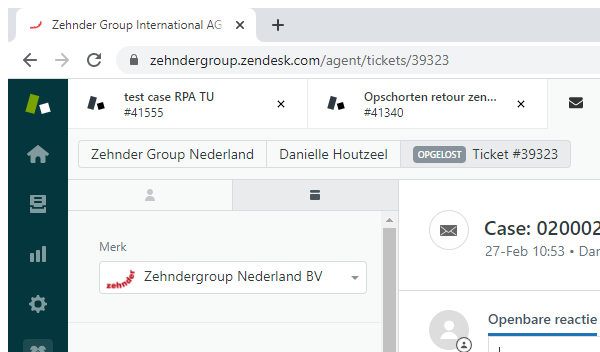 Zehnder Group International AG
zehndergroup.zendesk.com/agent/tickets/39323
test case RPA TU
#41555
Opschorten retour zen...
#41340
Zehnder Group Nederland
Danielle Houtzeel
OPGELOST Ticket #39323
Case: 020002
27-Feb 10:53 • Dan
Merk
zehnder Zehndergroup Nederland BV
Openbare reactie